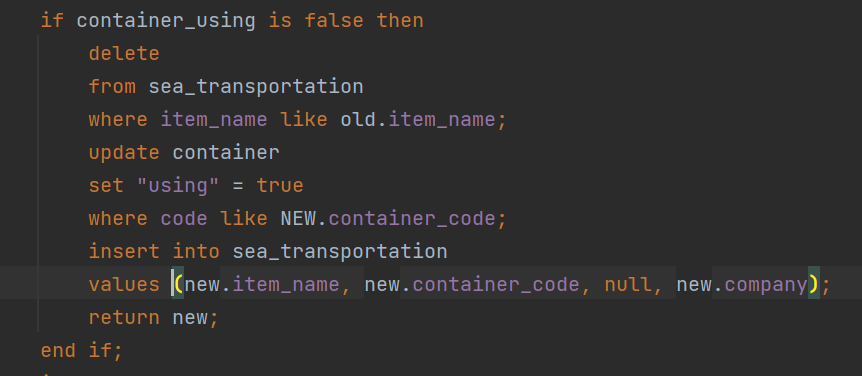 if container_using is false then
delete
from sea_transportation
where item_name like old.item_name;
update container
set "using" = true
where code like NEW.container_code;
insert into sea_transportation
values (new.item_name, new.container_code, null, new.company);
return new;
end if;